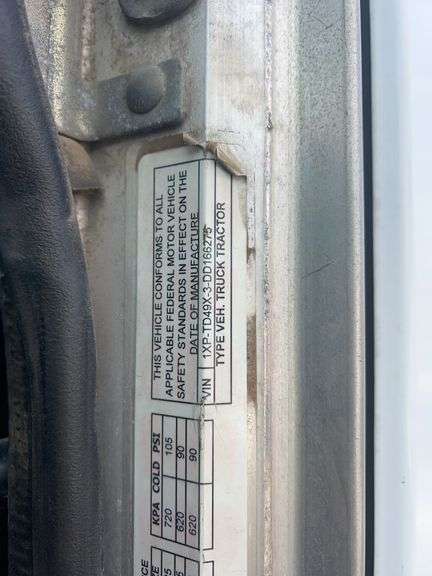 THIS VEHICLE CONFORMS TO ALL
APPLICABLE FEDERAL MOTOR VEHICLE
SAFETY STANDARDS IN EFFECT ON THE
DATE OF MANUFACTURE
VIN 1XP-TD49X-3-DD166275
TYPE VEH. TRUCK TRACTOR
KPA COLD PSI
720 105
620 90
620 90